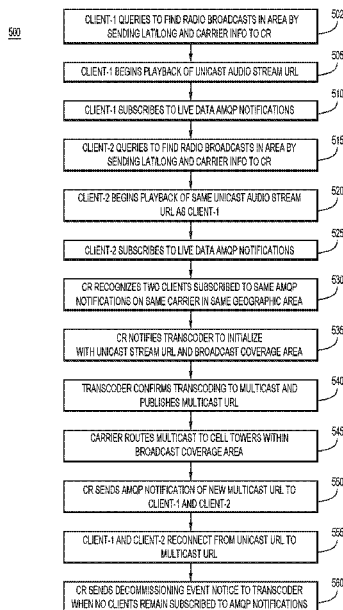 500
CLIENT-1 QUERIES TO FIND RADIO BROADCASTS IN AREA BY
SENDING LAT/LONG AND CARRIER INFO TO CR
502
CLIENT-1 BEGINS PLAYBACK OF UNICAST AUDIO STREAM URL
505
CLIENT-1 SUBSCRIBES TO LIVE DATA AMQP NOTIFICATIONS
510
CLIENT-2 QUERIES TO FIND RADIO BROADCASTS IN AREA BY
SENDING LAT/LONG AND CARRIER INFO TO CR
515
CLIENT-2 BEGINS PLAYBACK OF SAME UNICAST AUDIO STREAM
URL AS CLIENT-1
520
CLIENT-2 SUBSCRIBES TO LIVE DATA AMQP NOTIFICATIONS
525
CR RECOGNIZES TWO CLIENTS SUBSCRIBED TO SAME AMQP
NOTIFICATIONS ON SAME CARRIER IN SAME GEOGRAPHIC AREA
530
CR NOTIFIES TRANSCODER TO INITIALIZE
WITH UNICAST STREAM URL AND BROADCAST COVERAGE AREA
535
TRANSCODER CONFIRMS TRANSCODING TO MULTICAST AND
PUBLISHES MULTICAST URL
540
CARRIER ROUTES MULTICAST TO CELL TOWERS WITHIN
BROADCAST COVERAGE AREA
545
CR SENDS AMQP NOTIFICATION OF NEW MULTICAST URL TO
CLIENT-1 AND CLIENT-2
550
CLIENT-1 AND CLIENT-2 RECONNECT FROM UNICAST URL TO
MULTICAST URL
555
CR SENDS DECOMMISSIONING EVENT NOTICE TO TRANSCODER
WHEN NO CLIENTS REMAIN SUBSCRIBED TO AMQP NOTIFICATIONS
560